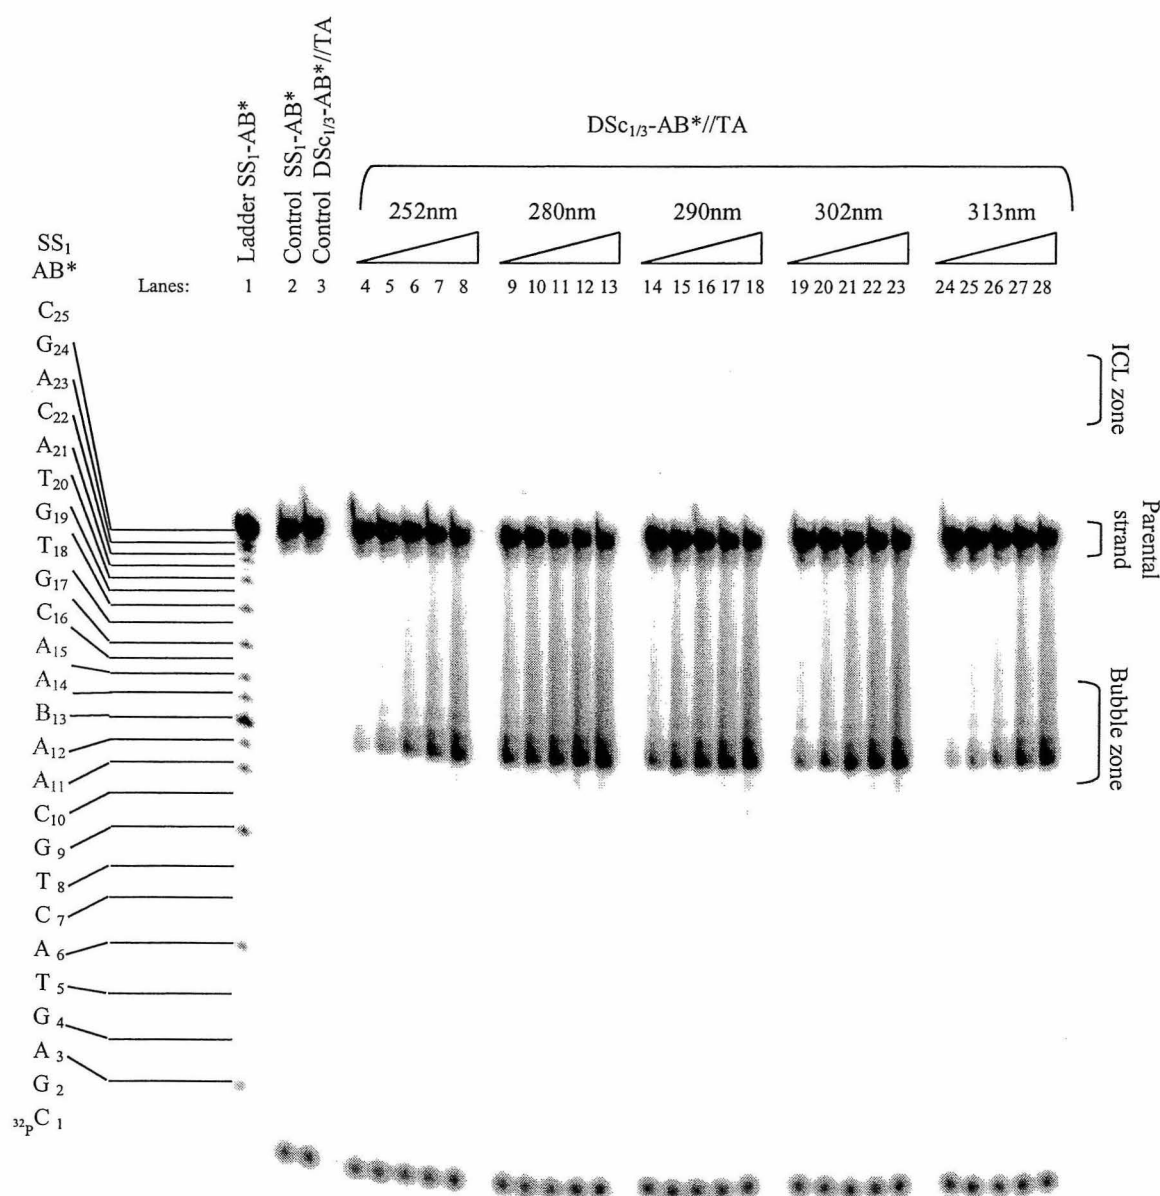 Ladder SS₁-AB*
Control SS₁-AB*
Control DSc₁/₃-AB*//TA
DSc₁/₃-AB*//TA
252nm 280nm 290nm 302nm 313nm
SS₁
AB*
Lanes: 1 2 3 4 5 6 7 8 9 10 11 12 13 14 15 16 17 18 19 20 21 22 23 24 25 26 27 28
C₂₅
G₂₄
A₂₃
C₂₂
A₂₁
T₂₀
G₁₉
T₁₈
G₁₇
C₁₆
A₁₅
A₁₄
B₁₃
A₁₂
A₁₁
C₁₀
G₉
T₈
C₇
A₆
T₅
G₄
A₃
G₂
³²PC₁
ICL zone
Parental
strand
Bubble zone